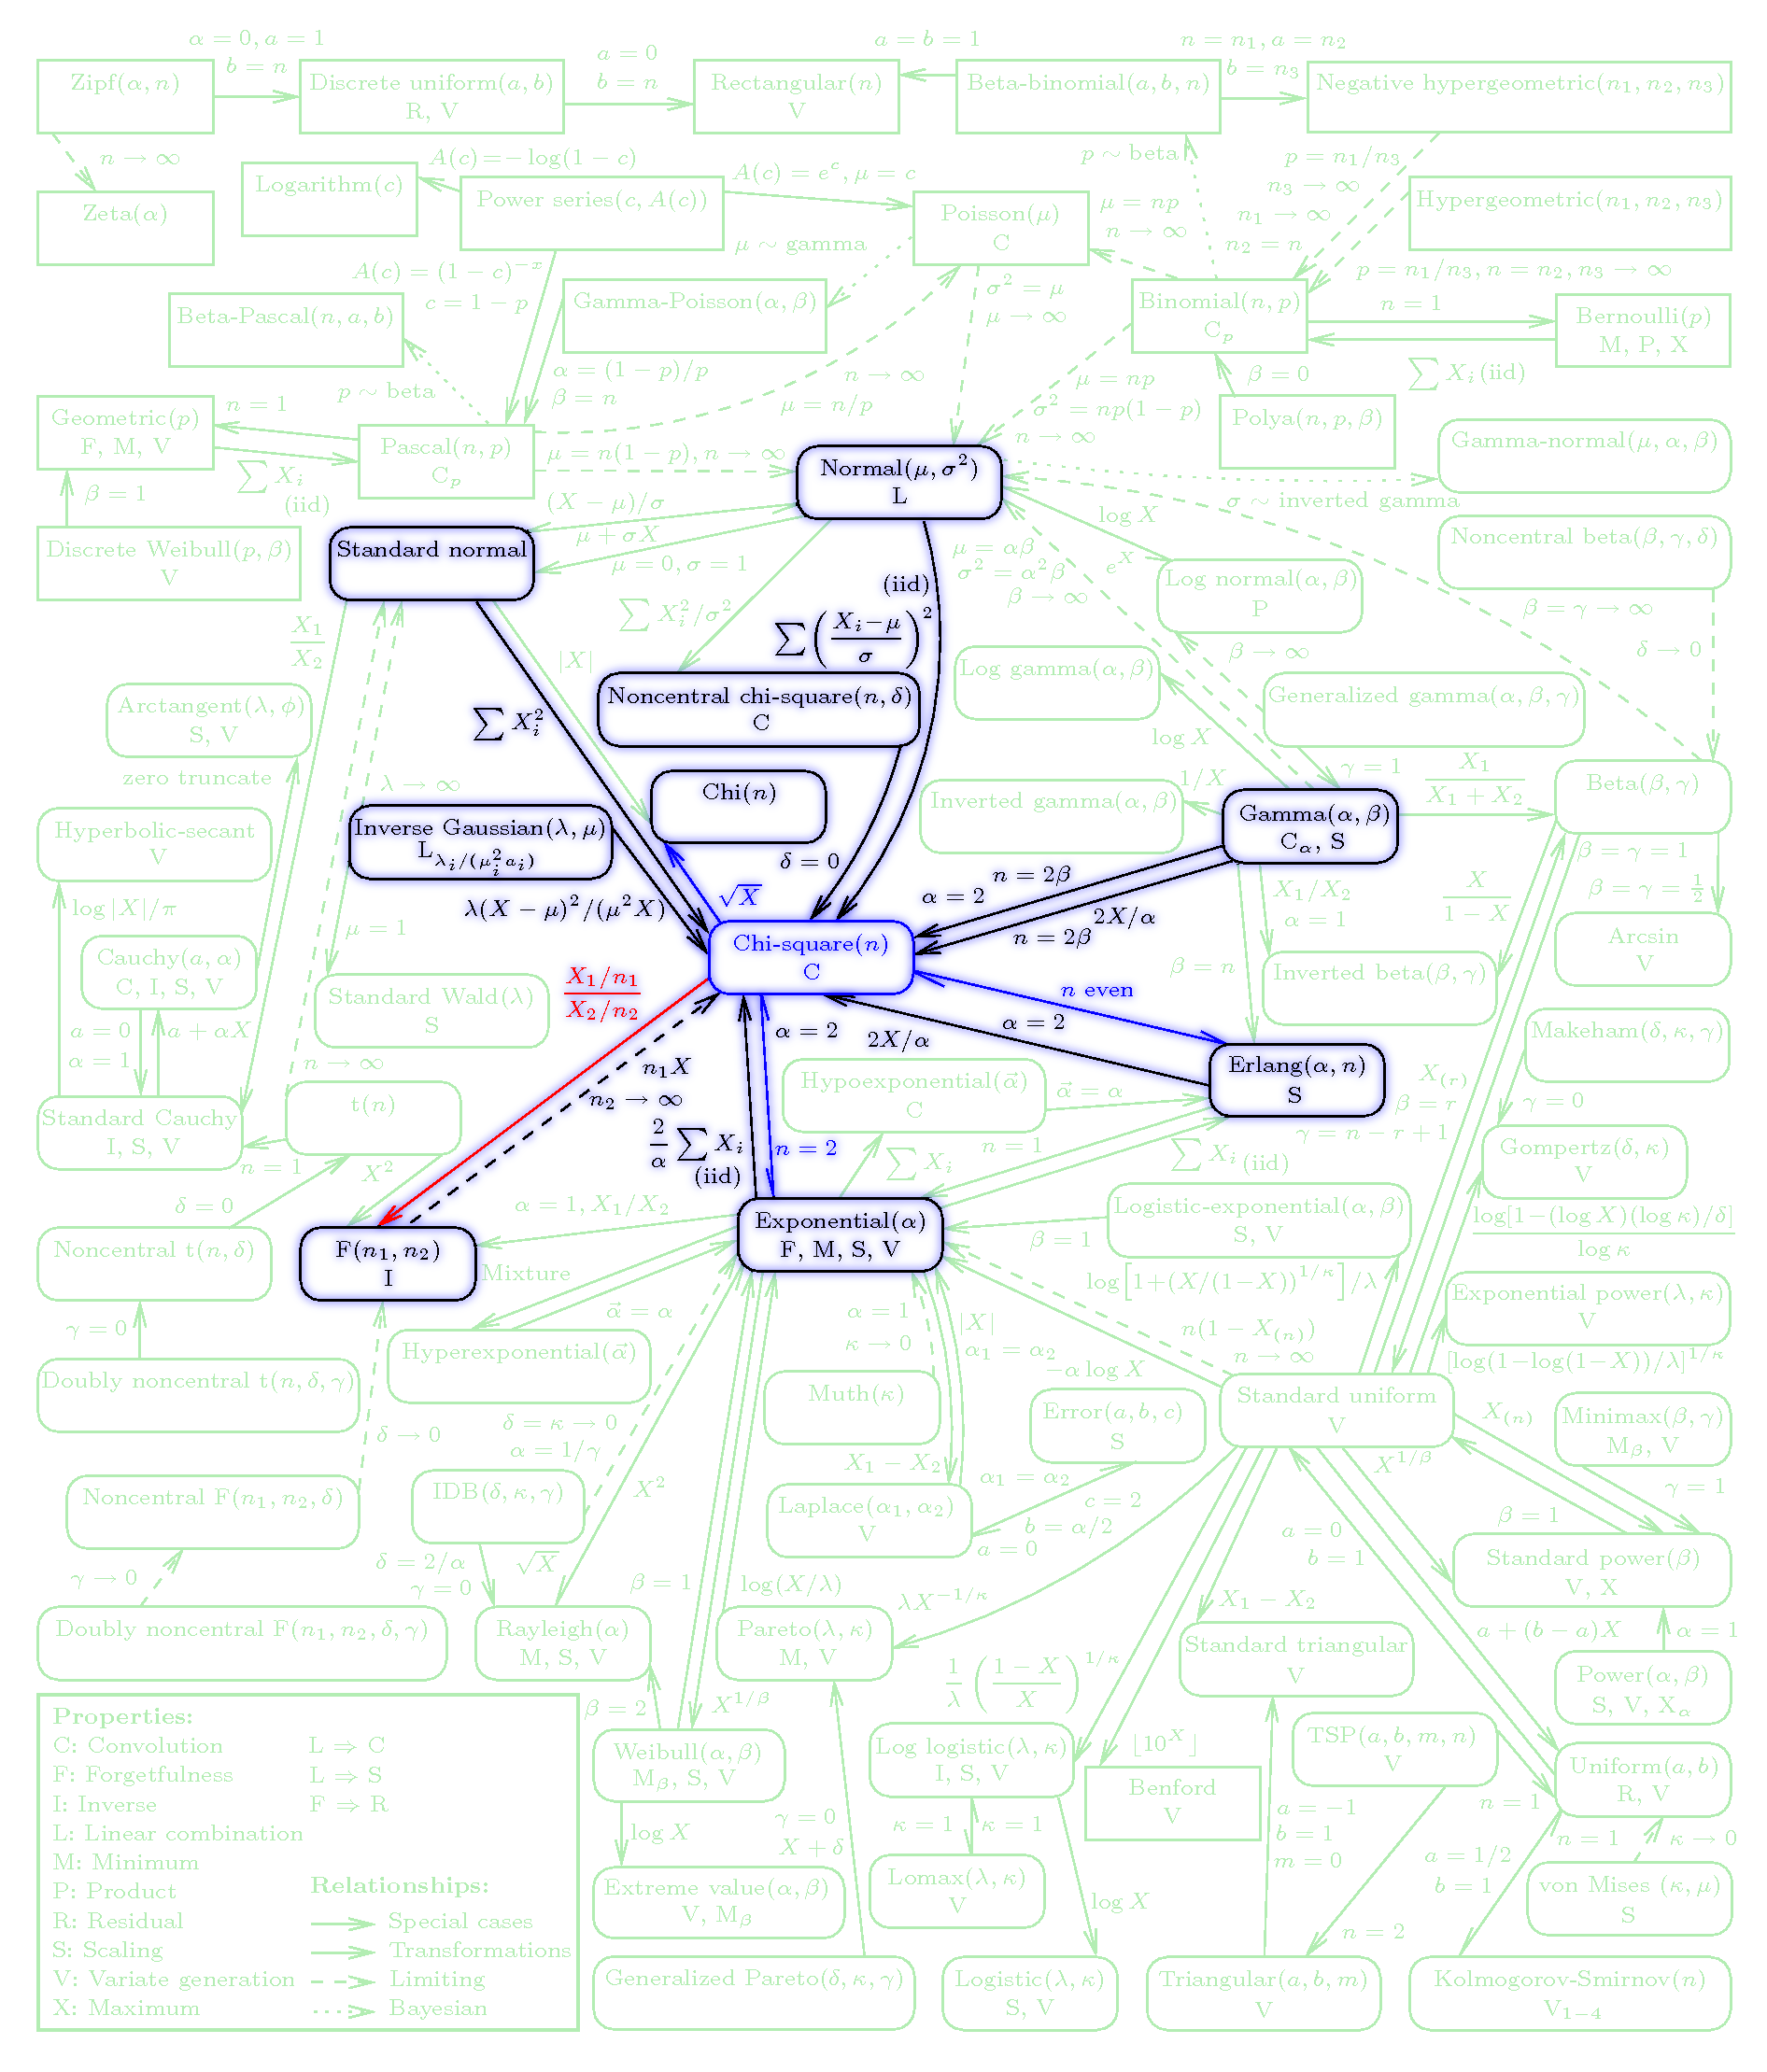 α = 0, a = 1
b = n
a = 0
b = n
a = b = 1
n = n₁, a = n₂
b = n₃
Zipf(α, n)
Discrete uniform(a, b)
R, V
Rectangular(n)
V
Beta-binomial(a, b, n)
Negative hypergeometric(n₁, n₂, n₃)
n → ∞
A(c) = − log(1 − c)
A(c) = eᶜ, μ = c
p ∼ beta
p = n₁/n₃
n₃ → ∞
Zeta(α)
Logarithm(c)
Power series(c, A(c))
Poisson(μ)
C
μ = np
n → ∞
n₁ → ∞
n₂ = n
Hypergeometric(n₁, n₂, n₃)
μ ∼ gamma
A(c) = (1 − c)⁻ˣ
c = 1 − p
σ² = μ
μ → ∞
p = n₁/n₃, n = n₂, n₃ → ∞
Beta-Pascal(n, a, b)
Gamma-Poisson(α, β)
Binomial(n, p)
Cₚ
n = 1
Bernoulli(p)
M, P, X
∑ Xᵢ (iid)
p ∼ beta
α = (1 − p)/p
β = n
n → ∞
μ = n/p
μ = np
σ² = np(1 − p)
n → ∞
β = 0
Polya(n, p, β)
Geometric(p)
F, M, V
n = 1
∑ Xᵢ
(iid)
Pascal(n, p)
Cₚ
μ = n(1 − p), n → ∞
Normal(μ, σ²)
L
Gamma-normal(μ, α, β)
σ ∼ inverted gamma
β = 1
(X − μ)/σ
μ + σX
μ = 0, σ = 1
log X
Discrete Weibull(p, β)
V
Standard normal
(iid)
μ = αβ
σ² = α²β
β → ∞
eˣ
Log normal(α, β)
P
Noncentral beta(β, γ, δ)
β = γ → ∞
δ → 0
X₁
X₂
∑ Xᵢ²/σ²
∑ ((Xᵢ−μ)/σ)²
|X|
β → ∞
Log gamma(α, β)
Generalized gamma(α, β, γ)
Noncentral chi-square(n, δ)
C
Arctangent(λ, ϕ)
S, V
∑ Xᵢ²
log X
zero truncate
λ → ∞
Chi(n)
1/X
γ = 1
X₁
X₁ + X₂
Beta(β, γ)
Hyperbolic-secant
V
Inverse Gaussian(λ, μ)
L λᵢ/(μᵢ²aᵢ)
Inverted gamma(α, β)
Gamma(α, β)
C_α, S
δ = 0
√X
α = 2
n = 2β
2X/α
n = 2β
β = γ = 1
β = γ = ½
X₁/X₂
α = 1
X
1 − X
log |X|/π
λ(X − μ)²/(μ²X)
μ = 1
Cauchy(a, α)
C, I, S, V
Standard Wald(λ)
S
Chi-square(n)
C
Inverted beta(β, γ)
Arcsin
V
X₁/n₁
X₂/n₂
n even
β = n
a = 0
α = 1
a + αX
n → ∞
α = 2
α = 2
2X/α
n₁X
n₂ → ∞
Makeham(δ, κ, γ)
Erlang(α, n)
S
Standard Cauchy
I, S, V
t(n)
Hypoexponential(α⃗)
C
α⃗ = α
X₍ᵣ₎
β = r
γ = n − r + 1
γ = 0
n = 1
X²
δ = 0
2/α ∑ Xᵢ
(iid)
n = 2
∑ Xᵢ
n = 1
∑ Xᵢ (iid)
Gompertz(δ, κ)
V
α = 1, X₁/X₂
Noncentral t(n, δ)
F(n₁, n₂)
I
Exponential(α)
F, M, S, V
Logistic-exponential(α, β)
S, V
β = 1
log[1−(log X)(log κ)/δ]
log κ
Mixture
α⃗ = α
log[1+(X/(1−X))^(1/κ)]/λ
Exponential power(λ, κ)
V
[log(1−log(1−X))/λ]^(1/κ)
γ = 0
Hyperexponential(α⃗)
α = 1
κ → 0
|X|
α₁ = α₂
n(1 − X₍ₙ₎)
n → ∞
−α log X
Doubly noncentral t(n, δ, γ)
Muth(κ)
Error(a, b, c)
S
Standard uniform
V
X₍ₙ₎
Minimax(β, γ)
M_β, V
δ → 0
δ = κ → 0
α = 1/γ
X₁ − X₂
α₁ = α₂
X^(1/β)
γ = 1
Noncentral F(n₁, n₂, δ)
IDB(δ, κ, γ)
X²
Laplace(α₁, α₂)
V
c = 2
b = α/2
a = 0
a = 0
b = 1
β = 1
Standard power(β)
V, X
γ → 0
δ = 2/α
γ = 0
√X
β = 1
log(X/λ)
λX^(−1/κ)
X₁ − X₂
a + (b − a)X
α = 1
Doubly noncentral F(n₁, n₂, δ, γ)
Rayleigh(α)
M, S, V
Pareto(λ, κ)
M, V
Standard triangular
V
Power(α, β)
S, V, X_α
β = 2
X^(1/β)
1/λ ((1 − X)/X)^(1/κ)
⌊10ˣ⌋
Weibull(α, β)
M_β, S, V
Log logistic(λ, κ)
I, S, V
Benford
V
TSP(a, b, m, n)
V
Uniform(a, b)
R, V
log X
γ = 0
X + δ
κ = 1
κ = 1
a = −1
b = 1
m = 0
n = 1
n = 1
κ → 0
a = 1/2
b = 1
Extreme value(α, β)
V, M_β
Lomax(λ, κ)
V
log X
n = 2
von Mises (κ, μ)
S
Generalized Pareto(δ, κ, γ)
Logistic(λ, κ)
S, V
Triangular(a, b, m)
V
Kolmogorov-Smirnov(n)
V₁₋₄
Properties:
C: Convolution
F: Forgetfulness
I: Inverse
L: Linear combination
M: Minimum
P: Product
R: Residual
S: Scaling
V: Variate generation
X: Maximum
L ⇒ C
L ⇒ S
F ⇒ R
Relationships:
Special cases
Transformations
Limiting
Bayesian